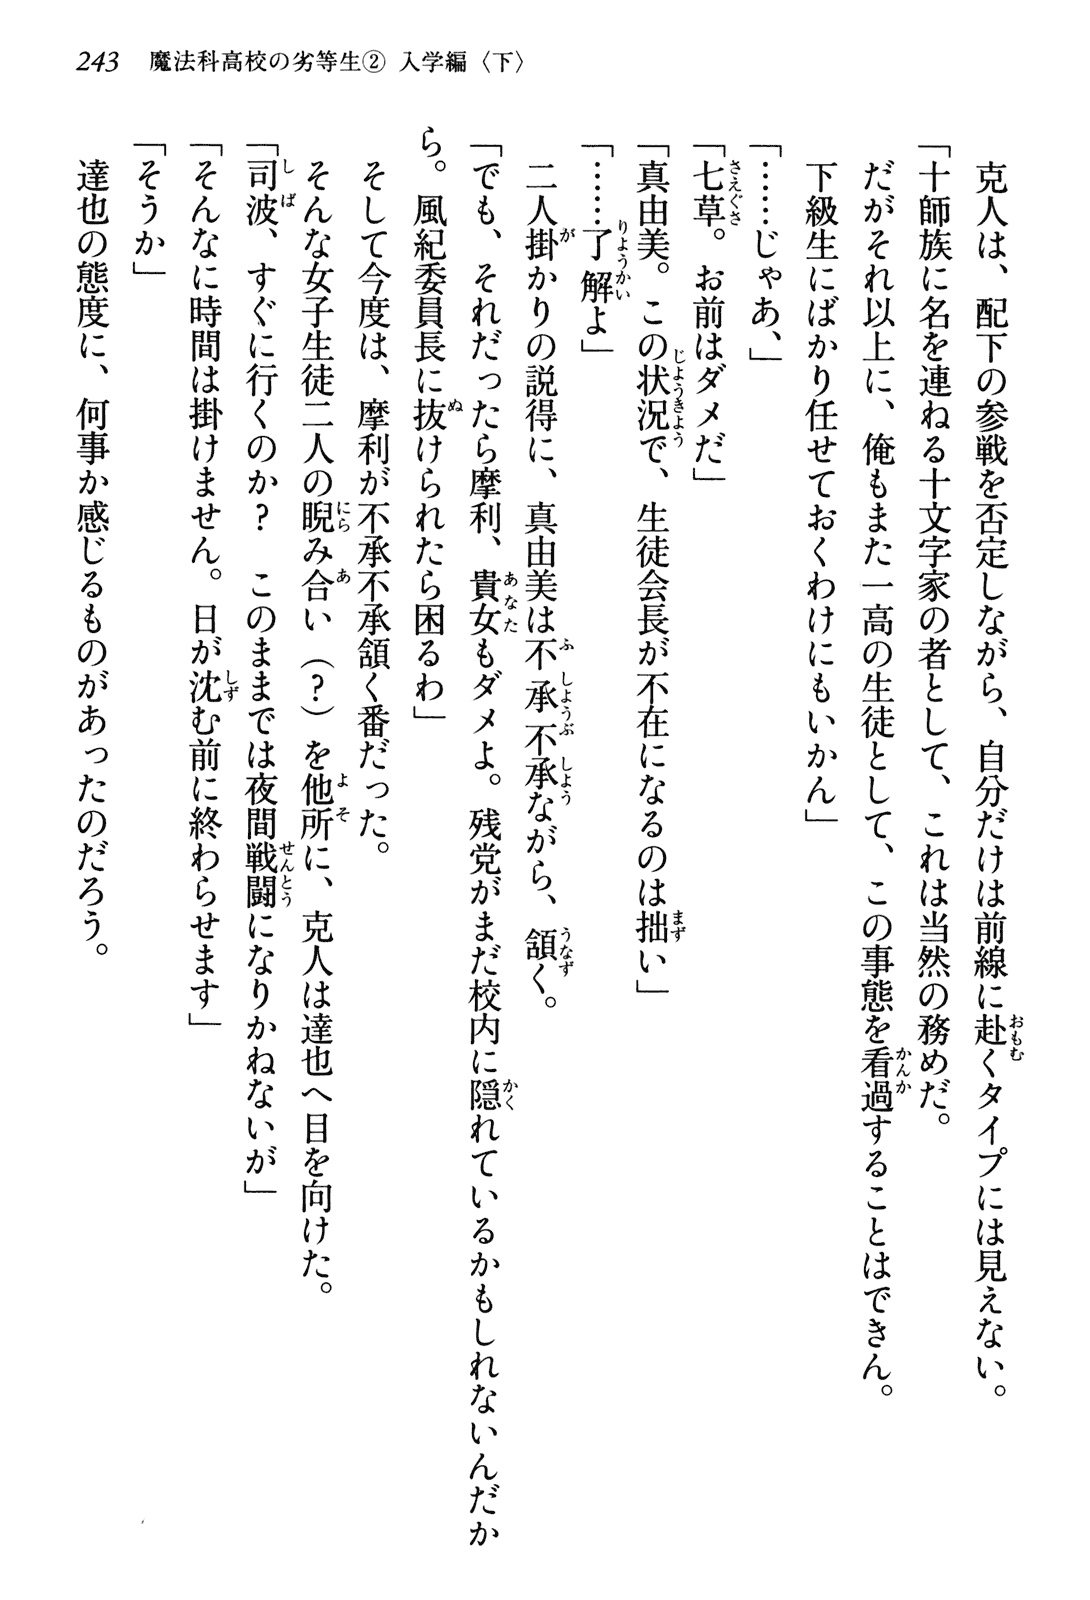 243 魔法科高校の劣等生② 入学編〈下〉
克人は、配下の参戦を否定しながら、自分だけは前線に赴くタイプには見えない。
「十師族に名を連ねる十文字家の者として、これは当然の務めだ。
だがそれ以上に、俺もまた一高の生徒として、この事態を看過することはできん。
下級生にばかり任せておくわけにもいかん」
「……じゃあ、」
「七草。お前はダメだ」
「真由美。この状況で、生徒会長が不在になるのは拙い」
「……了解よ」
二人掛かりの説得に、真由美は不承不承ながら、頷く。
「でも、それだったら摩利、貴女もダメよ。残党がまだ校内に隠れているかもしれないんだか
ら。風紀委員長に抜けられたら困るわ」
そして今度は、摩利が不承不承頷く番だった。
そんな女子生徒二人の睨み合い（？）を他所に、克人は達也へ目を向けた。
「司波、すぐに行くのか？　このままでは夜間戦闘になりかねないが」
「そんなに時間は掛けません。日が沈む前に終わらせます」
「そうか」
達也の態度に、何事か感じるものがあったのだろう。